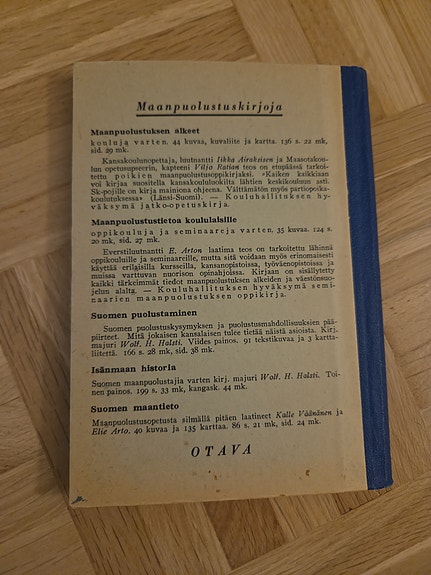 Maanpuolustuskirjoja
Maanpuolustuksen alkeet
kouluja varten. 44 kuvaa, kuvaliite ja kartta. 136 s. 22 mk,
sid. 29 mk.
Kansakoulunopettaja, luutnantti Iikka Airaksisen ja Maasotakou-
lun opetusupseerin, kapteeni Viljo Ratian teos on etupäässä tarkoi-
tettu poikien maanpuolustusoppikirjaksi. »Kaiken kaikkiaan
voi kirjaa suositella kansakoululuokilta lähtien keskikouluun asti.
Sk-pojille on kirja mainiona ohjeena. Välttämätön myös partiopoika-
koulutuksessa» (Länsi-Suomi). — Kouluhallituksen hy-
väksymä jatko-opetuskirja.
Maanpuolustustietoa koululaisille
oppikouluja ja seminaareja varten. 35 kuvaa. 124 s.
20 mk, sid. 27 mk.
Everstiluutnantti E. Arton laatima teos on tarkoitettu lähinnä
oppikouluille ja seminaareille, mutta sitä voidaan myös erinomaisesti
käyttää erilaisilla kursseilla, kansanopistoissa, työväenopistoissa ja
muissa varttuvan nuorison opinahjoissa. Kirjaan on sisällytetty
kaikki tärkeimmät tiedot maanpuolustuksen alkeiden ja väestönsuo-
jelun alalta. — Kouluhallituksen hyväksymä semi-
naarien maanpuolustuksen oppikirja.
Suomen puolustaminen
Suomen puolustuskysymyksen ja puolustusmahdollisuuksien pää-
piirteet. Mitä jokaisen kansalaisen tulee tietää näistä asioista. Kirj.
majuri Wolf. H. Halsti. Viides painos. 91 tekstikuvaa ja 3 kartta-
liitettä. 166 s. 28 mk, sid. 38 mk.
Isänmaan historia
Suomen maanpuolustajia varten kirj. majuri Wolf. H. Halsti. Toi-
nen painos. 199 s, 33 mk, kangask. 44 mk.
Suomen maantieto
Maanpuolustusopetusta silmällä pitäen laatineet Kalle Väänänen ja
Elie Arto. 40 kuvaa ja 135 karttaa. 86 s, 21 mk, sid. 24 mk.
OTAVA